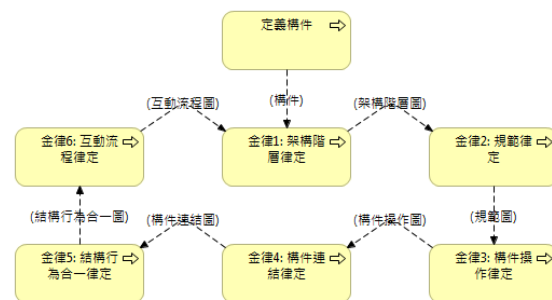 定義構件
(互動流程圖)
(構件)
(架構階層圖)
金律6: 互動流
程律定
金律1: 架構階
層律定
金律2: 規範律
定
(結構行為合一圖)
(構件連結圖)
(構件操作圖)
(規範圖)
金律5: 結構行
為合一律定
金律4: 構件連
結律定
金律3: 構件操
作律定